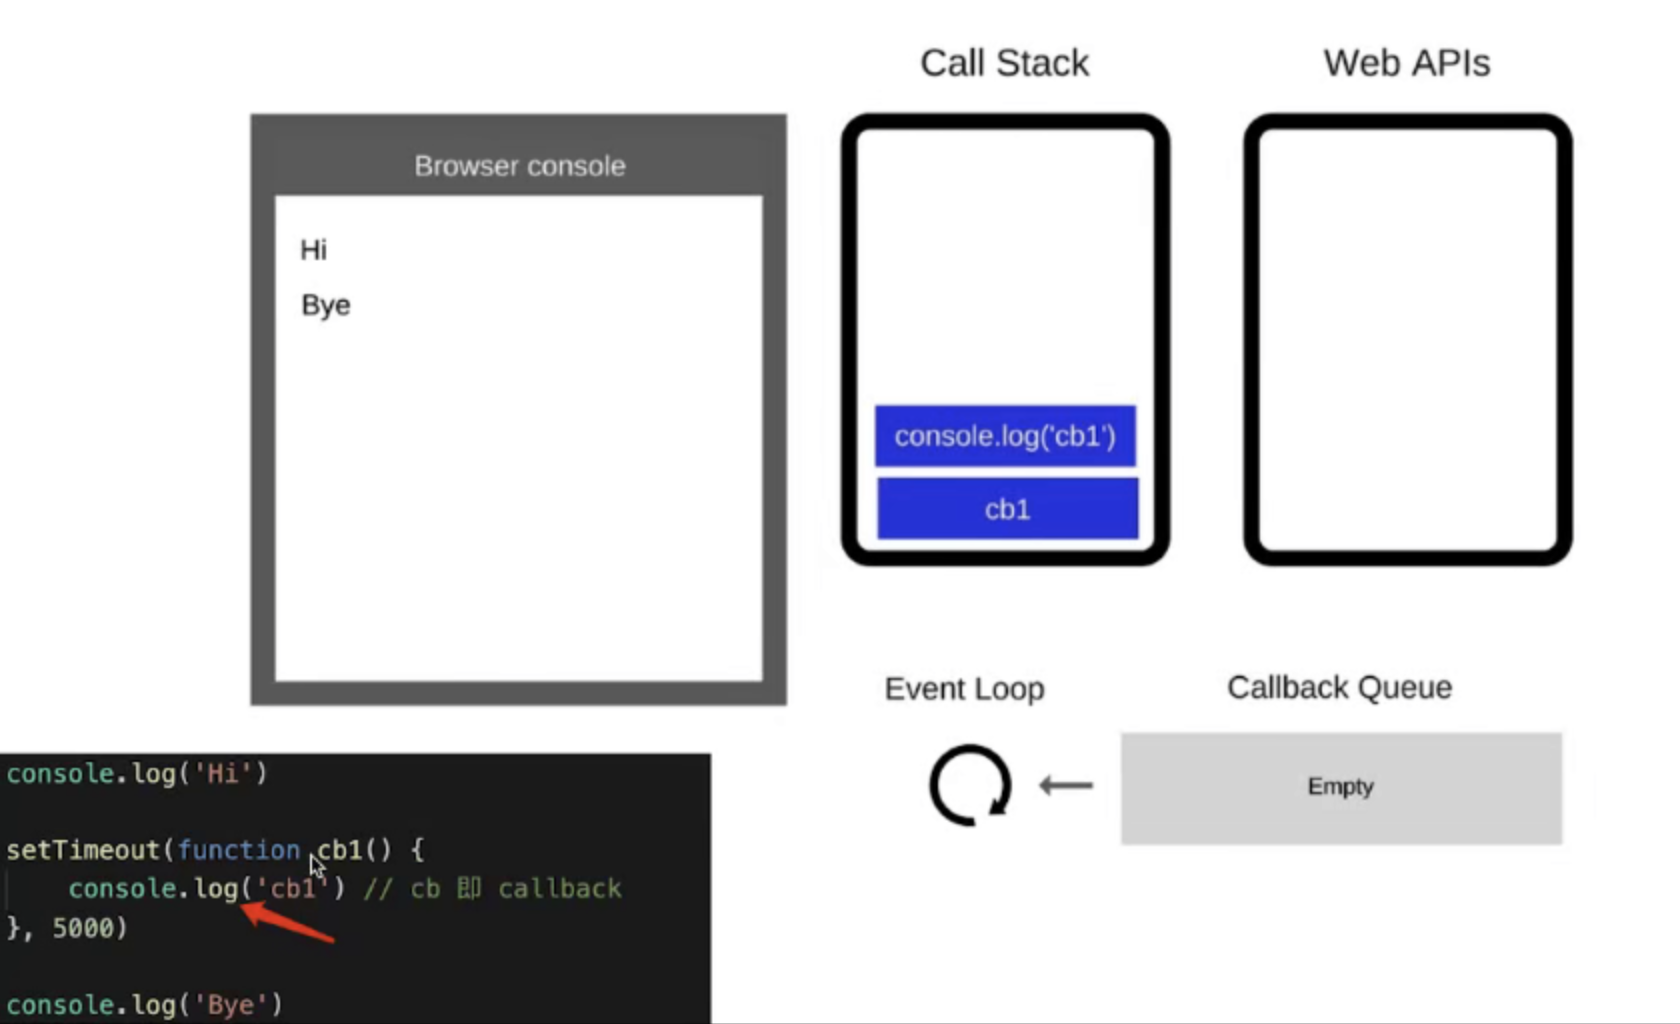 Call Stack
Web APIs
Browser console
Hi
Bye
console.log('cb1')
cb1
Event Loop
Callback Queue
Empty
console.log('Hi')
setTimeout(function cb1() {
console.log('cb1') // cb 即 callback
}, 5000)
console.log('Bye')